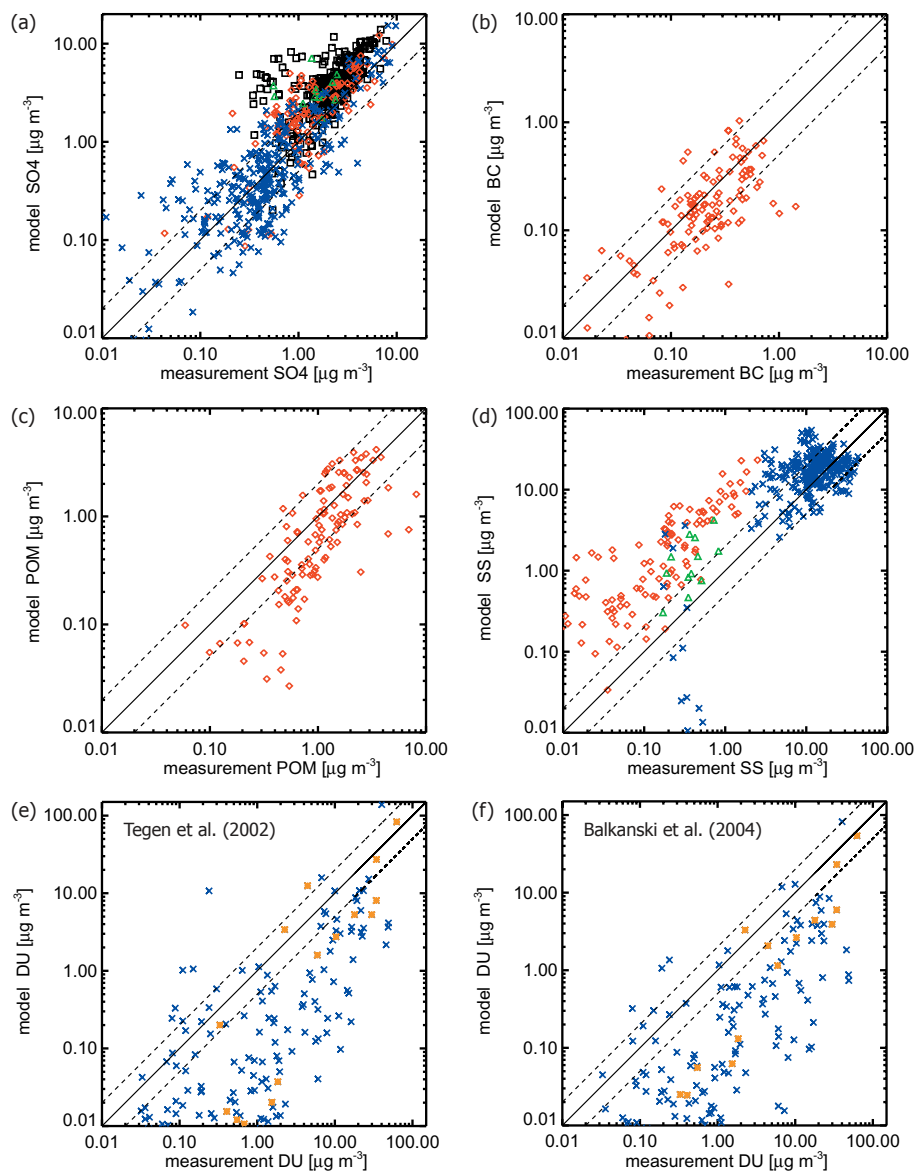 (a)
10.00
1.00
0.10
0.01
model SO4 [μg m-3]
0.01 0.10 1.00 10.00
measurement SO4 [μg m-3]
(b)
10.00
1.00
0.10
0.01
model BC [μg m-3]
0.01 0.10 1.00 10.00
measurement BC [μg m-3]
(c)
10.00
1.00
0.10
0.01
model POM [μg m-3]
0.01 0.10 1.00 10.00
measurement POM [μg m-3]
(d)
100.00
10.00
1.00
0.10
0.01
model SS [μg m-3]
0.01 0.10 1.00 10.00 100.00
measurement SS [μg m-3]
(e)
Tegen et al. (2002)
100.00
10.00
1.00
0.10
0.01
model DU [μg m-3]
0.01 0.10 1.00 10.00 100.00
measurement DU [μg m-3]
(f)
Balkanski et al. (2004)
100.00
10.00
1.00
0.10
0.01
model DU [μg m-3]
0.01 0.10 1.00 10.00 100.00
measurement DU [μg m-3]